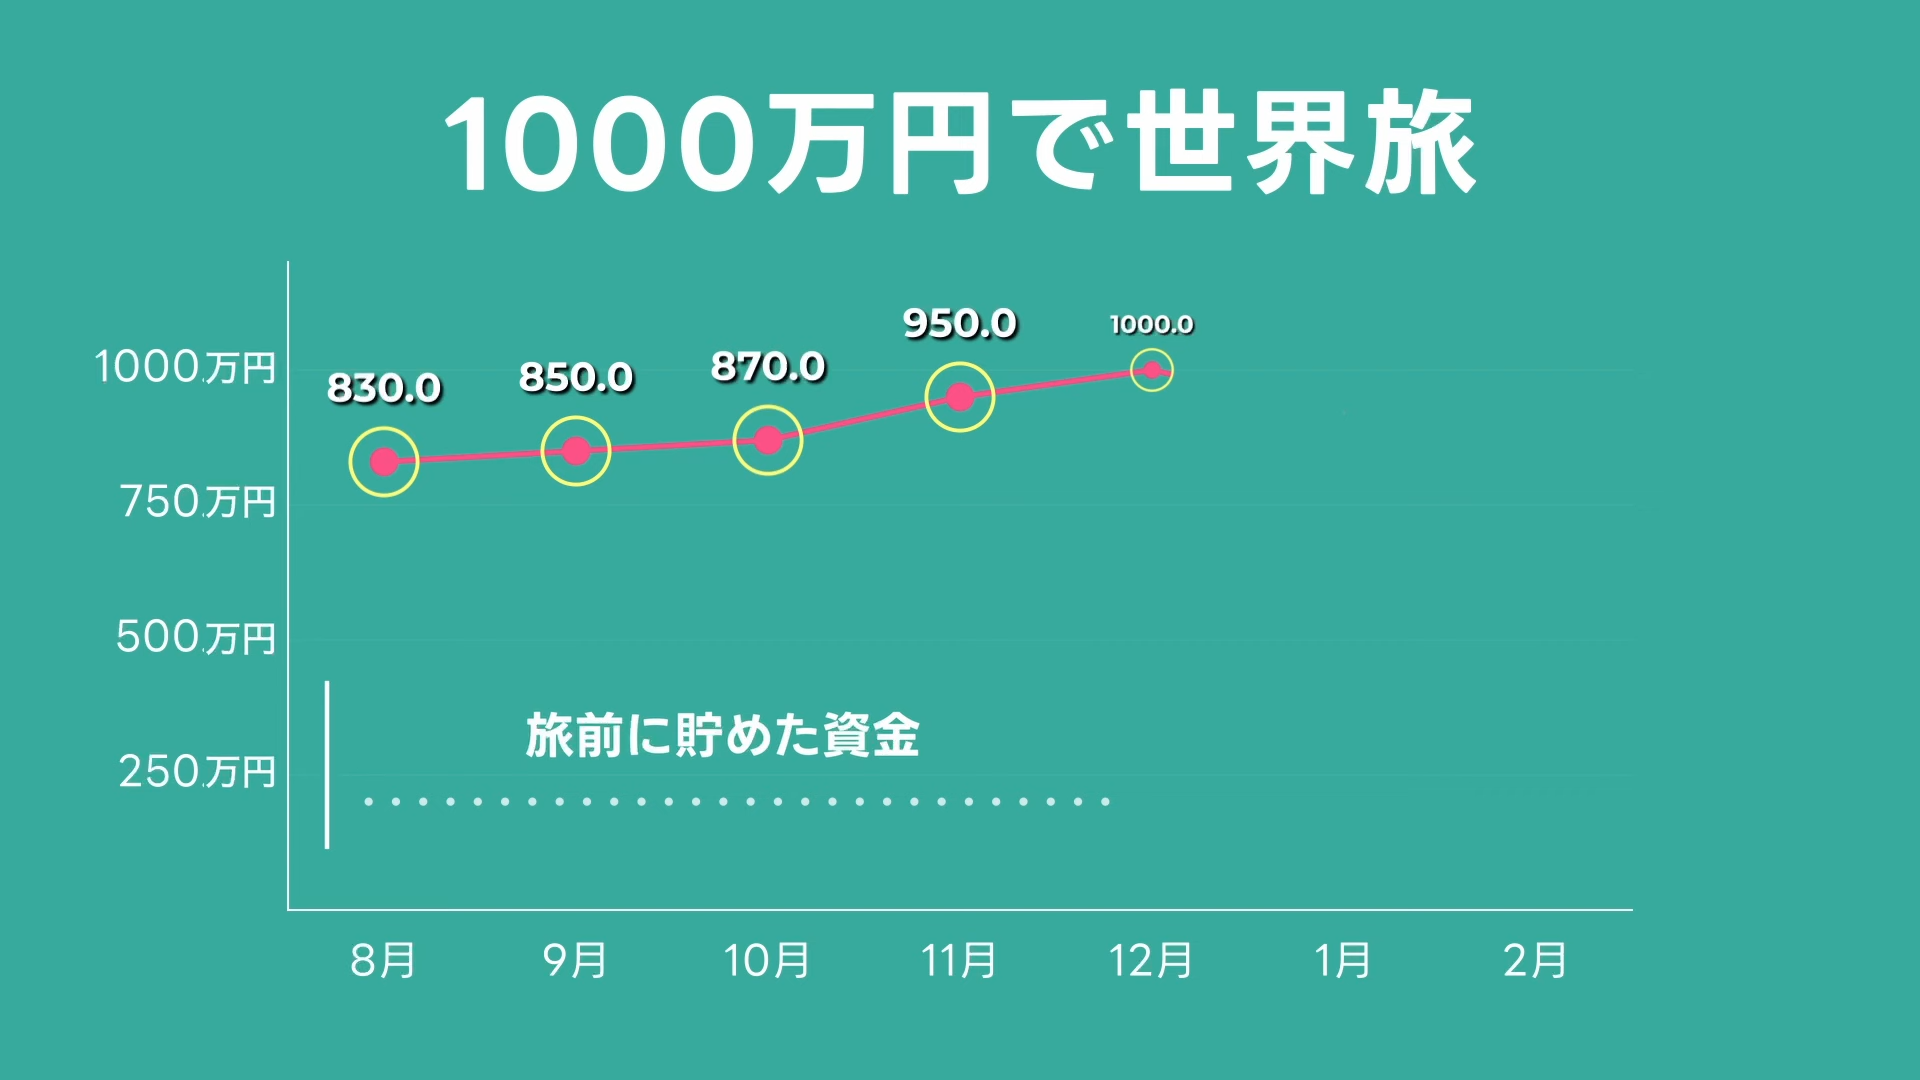 1000万円で世界旅
1000万円
750万円
500万円
250万円
830.0
850.0
870.0
950.0
1000.0
旅前に貯めた資金
8月
9月
10月
11月
12月
1月
2月